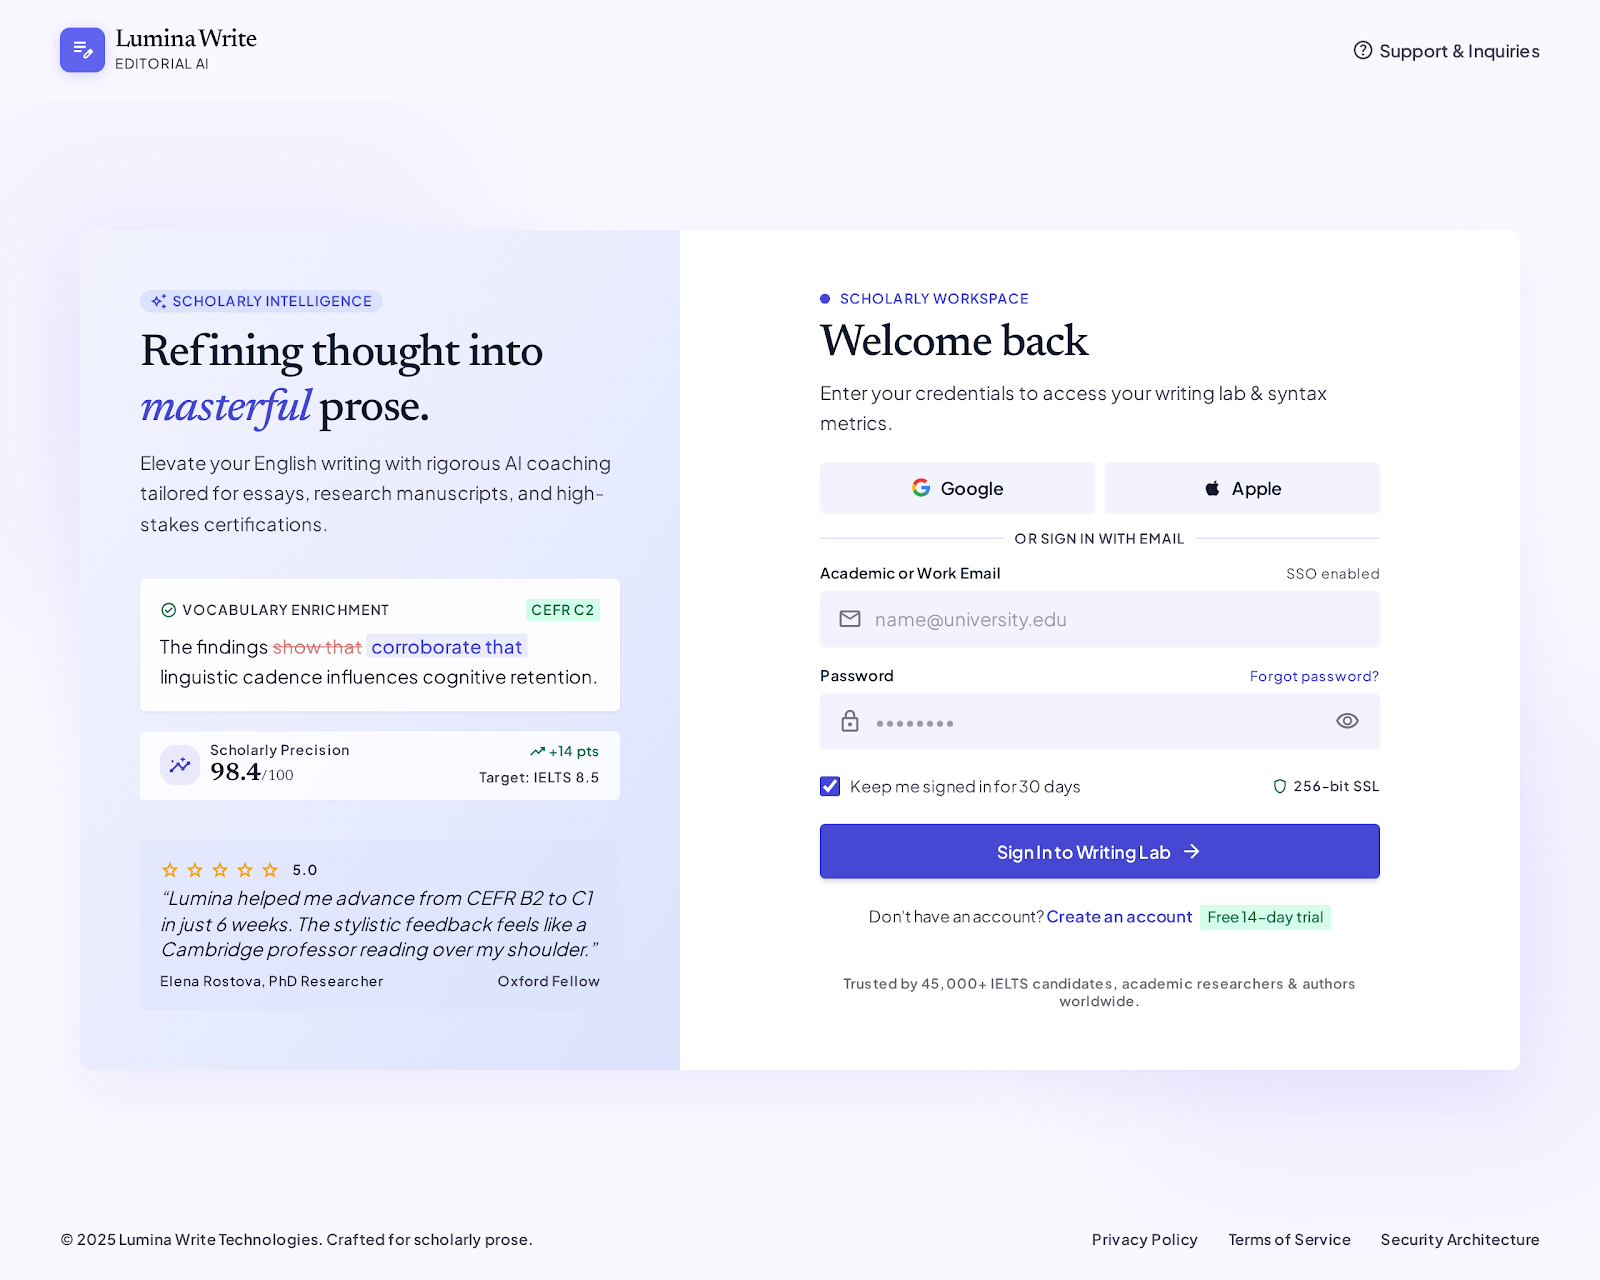 Lumina Write
EDITORIAL AI
Support & Inquiries
SCHOLARLY INTELLIGENCE
Refining thought into
masterful prose.
Elevate your English writing with rigorous AI coaching
tailored for essays, research manuscripts, and high-
stakes certifications.
VOCABULARY ENRICHMENT
CEFR C2
The findings show that corroborate that
linguistic cadence influences cognitive retention.
Scholarly Precision
98.4/100
+14 pts
Target: IELTS 8.5
5.0
“Lumina helped me advance from CEFR B2 to C1
in just 6 weeks. The stylistic feedback feels like a
Cambridge professor reading over my shoulder.”
Elena Rostova, PhD Researcher
Oxford Fellow
SCHOLARLY WORKSPACE
Welcome back
Enter your credentials to access your writing lab & syntax
metrics.
Google
Apple
OR SIGN IN WITH EMAIL
Academic or Work Email
SSO enabled
name@university.edu
Password
Forgot password?
••••••••
Keep me signed in for 30 days
256-bit SSL
Sign In to Writing Lab
Don't have an account? Create an account Free 14-day trial
Trusted by 45,000+ IELTS candidates, academic researchers & authors
worldwide.
© 2025 Lumina Write Technologies. Crafted for scholarly prose.
Privacy Policy
Terms of Service
Security Architecture